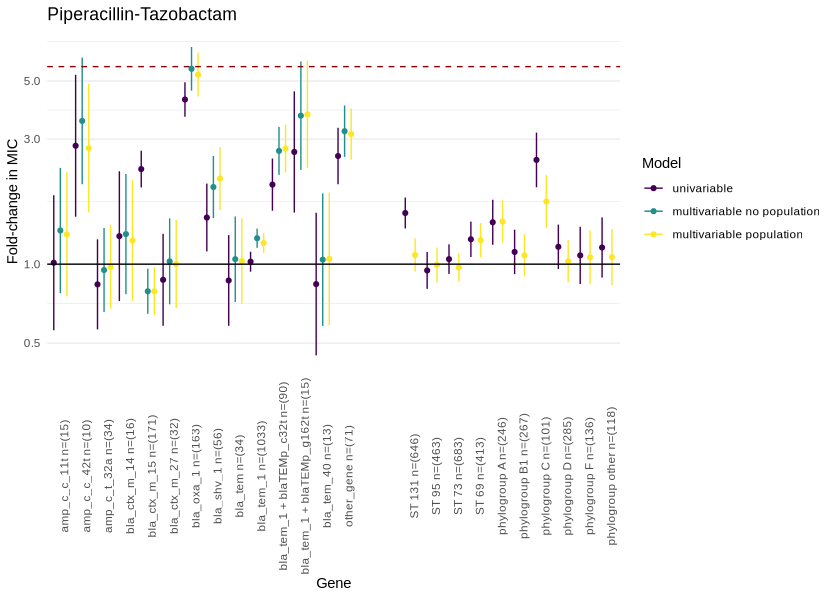 Piperacillin-Tazobactam
Fold-change in MIC
5.0
3.0
1.0
0.5
amp_c_c_11t n=(15)
amp_c_c_42t n=(10)
amp_c_t_32a n=(34)
bla_ctx_m_14 n=(16)
bla_ctx_m_15 n=(171)
bla_ctx_m_27 n=(32)
bla_oxa_1 n=(163)
bla_shv_1 n=(56)
bla_tem n=(34)
bla_tem_1 n=(1033)
bla_tem_1 + blaTEMp_c32t n=(90)
bla_tem_1 + blaTEMp_g162t n=(15)
bla_tem_40 n=(13)
other_gene n=(71)
ST 131 n=(646)
ST 95 n=(463)
ST 73 n=(683)
ST 69 n=(413)
phylogroup A n=(246)
phylogroup B1 n=(267)
phylogroup C n=(101)
phylogroup D n=(285)
phylogroup F n=(136)
phylogroup other n=(118)
Gene
Model
univariable
multivariable no population
multivariable population